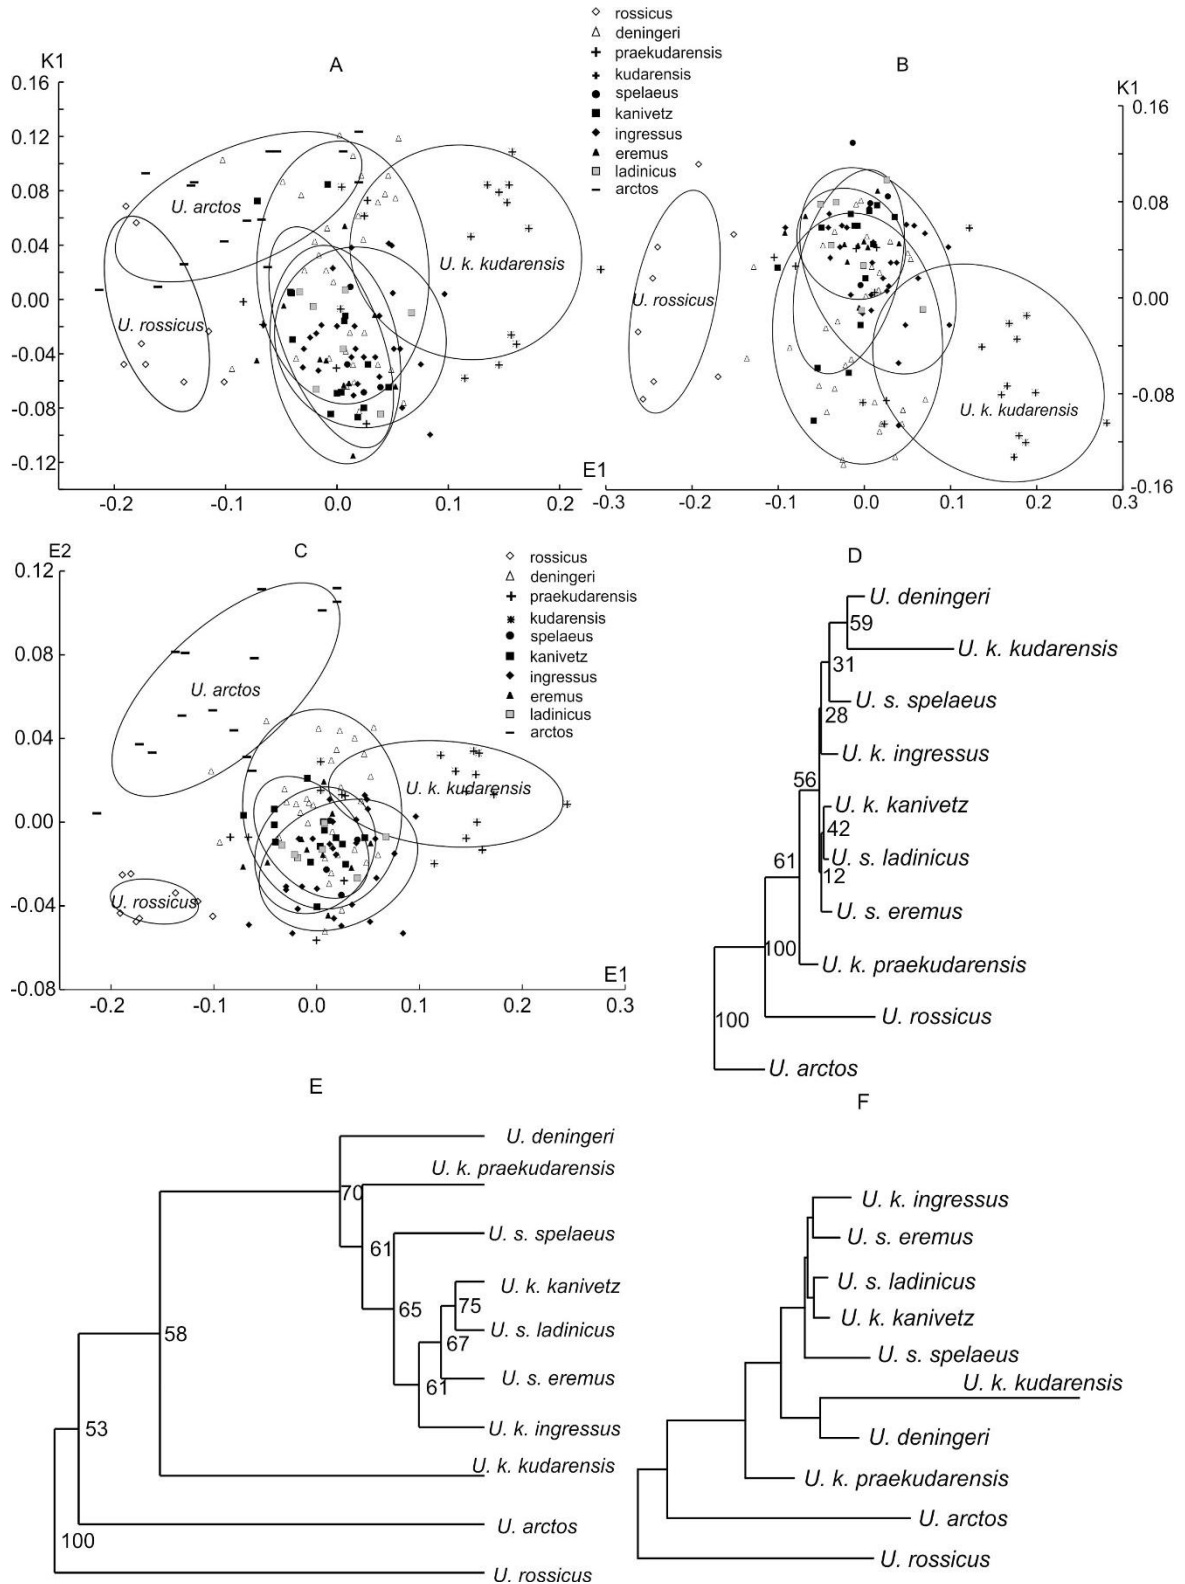 A
K1
0.16
0.12
0.08
0.04
0.00
-0.04
-0.08
-0.12
-0.2
-0.1
0.0
0.1
0.2
E1
U. arctos
U. rossicus
U. k. kudarensis
rossicus
deningeri
praekudarensis
kudarensis
spelaeus
kanivetz
ingressus
eremus
ladinicus
arctos
B
K1
0.16
0.08
0.00
-0.08
-0.16
-0.3
-0.2
-0.1
0.0
0.1
0.2
0.3
U. rossicus
U. k. kudarensis
C
E2
0.12
0.08
0.04
0.00
-0.04
-0.08
-0.2
-0.1
0.0
0.1
0.2
0.3
E1
U. arctos
U. rossicus
U. k. kudarensis
rossicus
deningeri
praekudarensis
kudarensis
spelaeus
kanivetz
ingressus
eremus
ladinicus
arctos
D
U. deningeri
59
U. k. kudarensis
31
U. s. spelaeus
28
U. k. ingressus
56
U. k. kanivetz
42
U. s. ladinicus
61
12
U. s. eremus
100
U. k. praekudarensis
100
U. rossicus
U. arctos
E
U. deningeri
U. k. praekudarensis
70
U. s. spelaeus
61
U. k. kanivetz
65
75
U. s. ladinicus
58
67
U. s. eremus
61
53
U. k. ingressus
U. k. kudarensis
U. arctos
100
U. rossicus
F
U. k. ingressus
U. s. eremus
U. s. ladinicus
U. k. kanivetz
U. s. spelaeus
U. k. kudarensis
U. deningeri
U. k. praekudarensis
U. arctos
U. rossicus